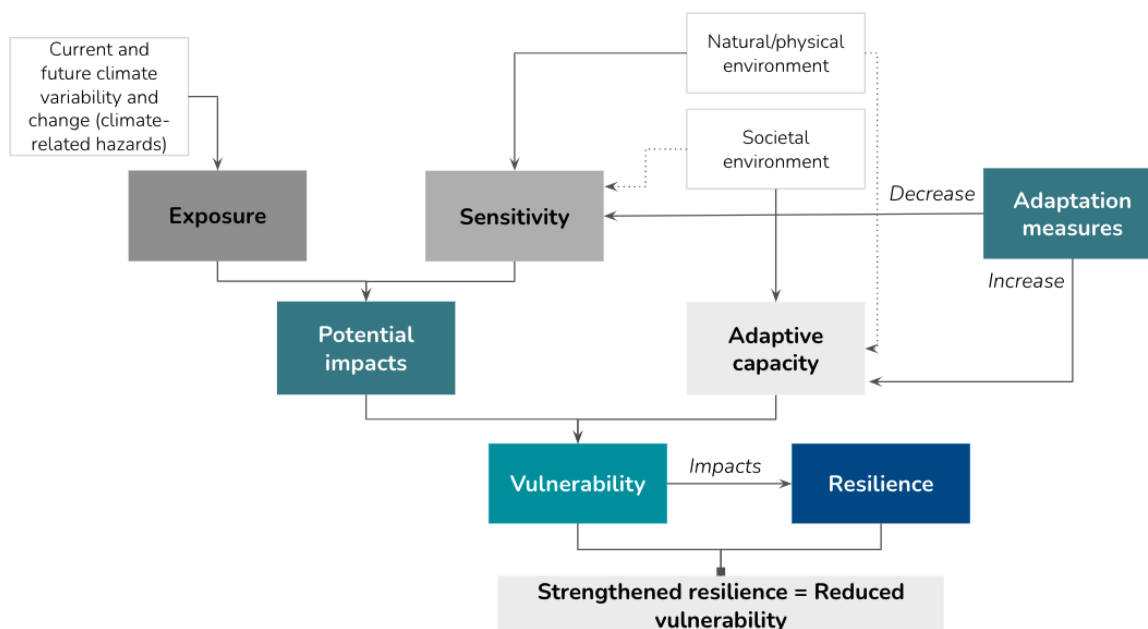 Current and
future climate
variability and
change (climate-
related hazards)
Natural/physical
environment
Societal
environment
Exposure
Sensitivity
Decrease
Adaptation
measures
Increase
Potential
impacts
Adaptive
capacity
Vulnerability
Impacts
Resilience
Strengthened resilience = Reduced
vulnerability